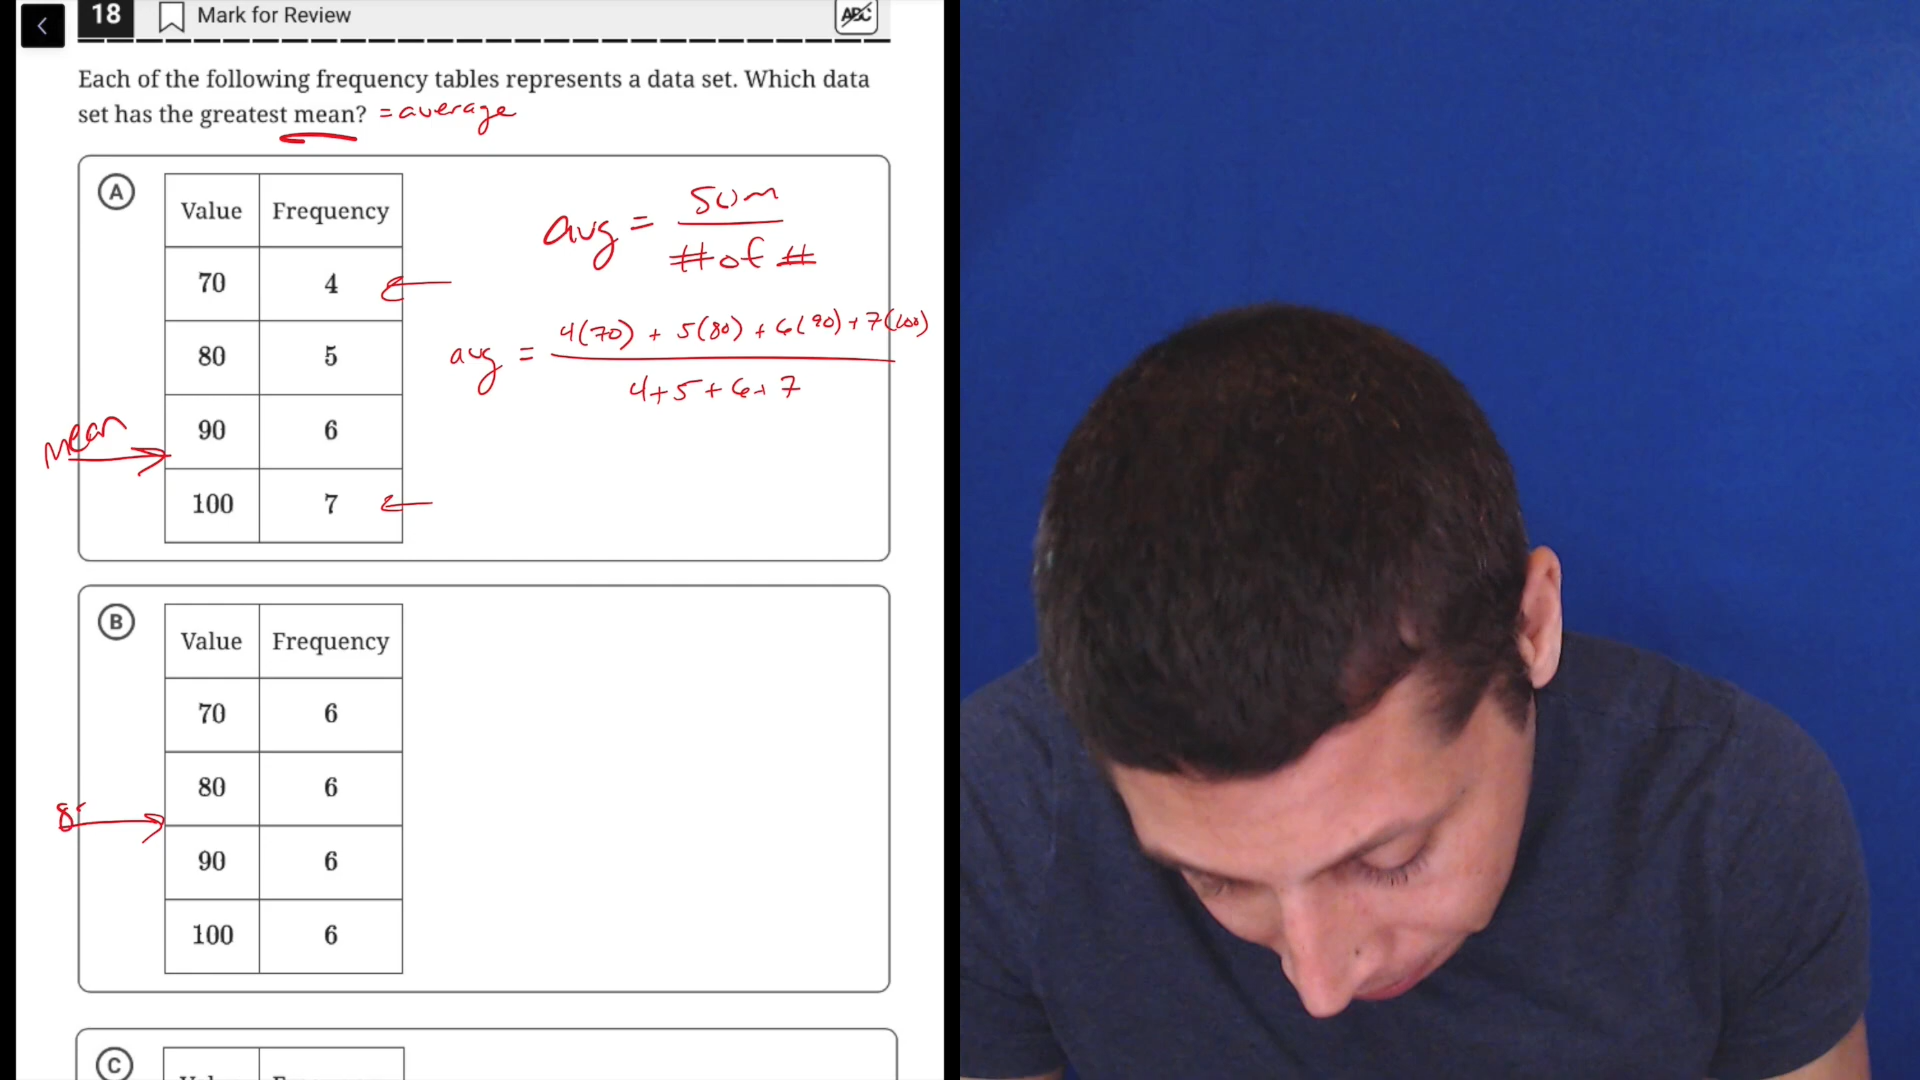 18 Mark for Review ABC
Each of the following frequency tables represents a data set. Which data
set has the greatest mean? = average
A
Value Frequency
70 4
80 5
90 6
100 7
mean
avg = sum / # of #
avg = 4(70) + 5(80) + 6(90) + 7(100) / 4+5+6+7
B
Value Frequency
70 6
80 6
90 6
100 6
C